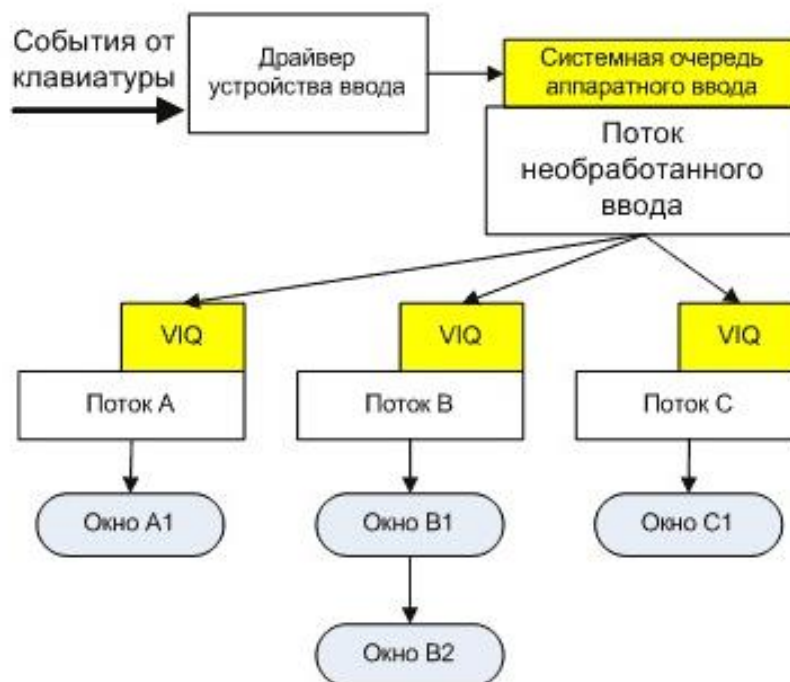 События от
клавиатуры
Драйвер
устройства ввода
Системная очередь
аппаратного ввода
Поток
необработанного
ввода
VIQ
VIQ
VIQ
Поток A
Поток B
Поток C
Окно A1
Окно B1
Окно C1
Окно B2